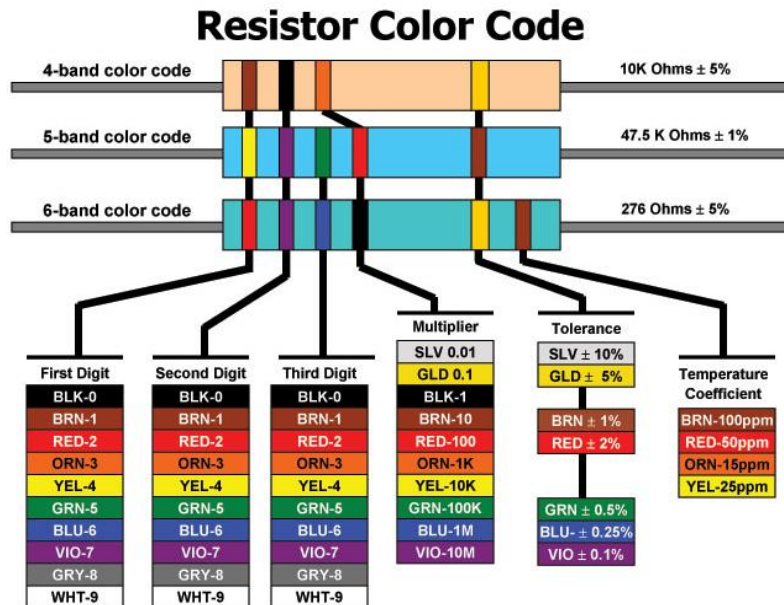 Resistor Color Code
4-band color code
10K Ohms ± 5%
5-band color code
47.5 K Ohms ± 1%
6-band color code
276 Ohms ± 5%
First Digit
BLK-0
BRN-1
RED-2
ORN-3
YEL-4
GRN-5
BLU-6
VIO-7
GRY-8
WHT-9
Second Digit
BLK-0
BRN-1
RED-2
ORN-3
YEL-4
GRN-5
BLU-6
VIO-7
GRY-8
WHT-9
Third Digit
BLK-0
BRN-1
RED-2
ORN-3
YEL-4
GRN-5
BLU-6
VIO-7
GRY-8
WHT-9
Multiplier
SLV 0.01
GLD 0.1
BLK-1
BRN-10
RED-100
ORN-1K
YEL-10K
GRN-100K
BLU-1M
VIO-10M
Tolerance
SLV ± 10%
GLD ± 5%
BRN ± 1%
RED ± 2%
GRN ± 0.5%
BLU- ± 0.25%
VIO ± 0.1%
Temperature
Coefficient
BRN-100ppm
RED-50ppm
ORN-15ppm
YEL-25ppm